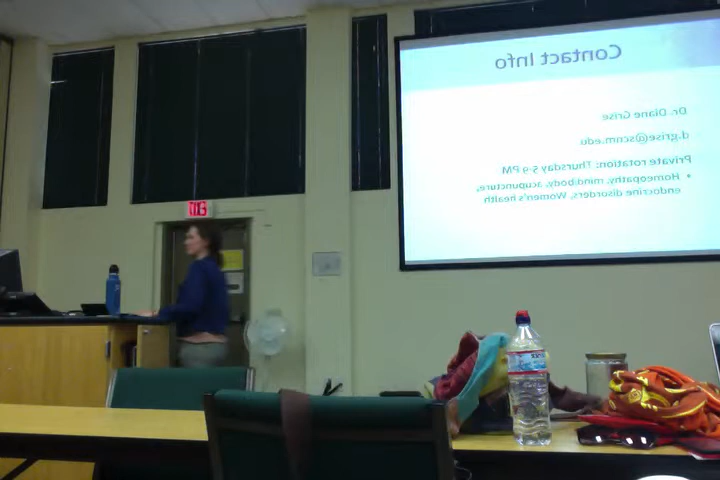 Contact Info
Dr. Diane Grise
d.grise@scnm.edu
Private rotation: Thursday 5-9 PM
• Homeopathy, mind/body, acupuncture,
endocrine disorders, Women's health
EXIT